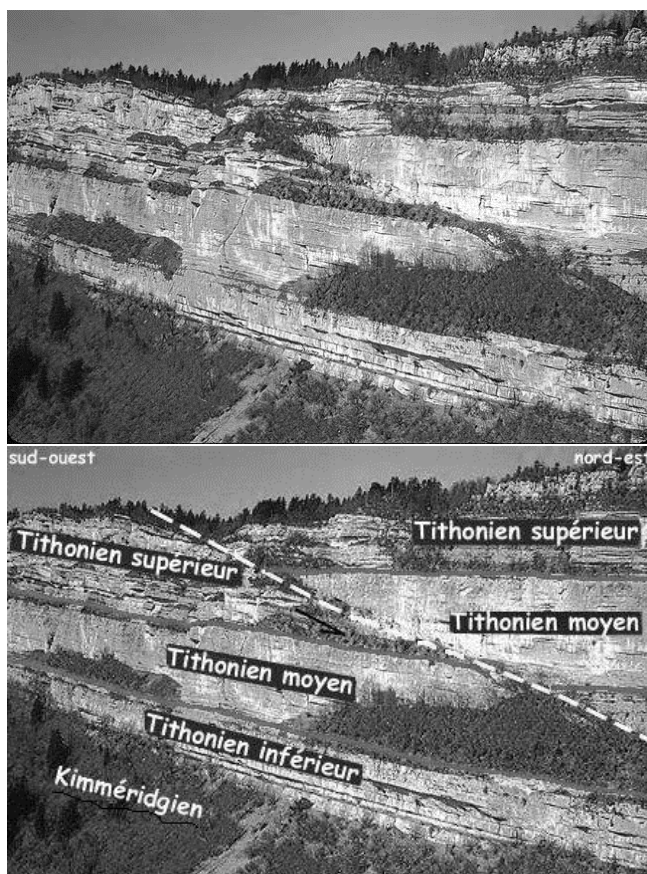 sud-ouest
nord-est
Tithonien supérieur
Tithonien supérieur
Tithonien moyen
Tithonien moyen
Tithonien inférieur
Kimméridgien